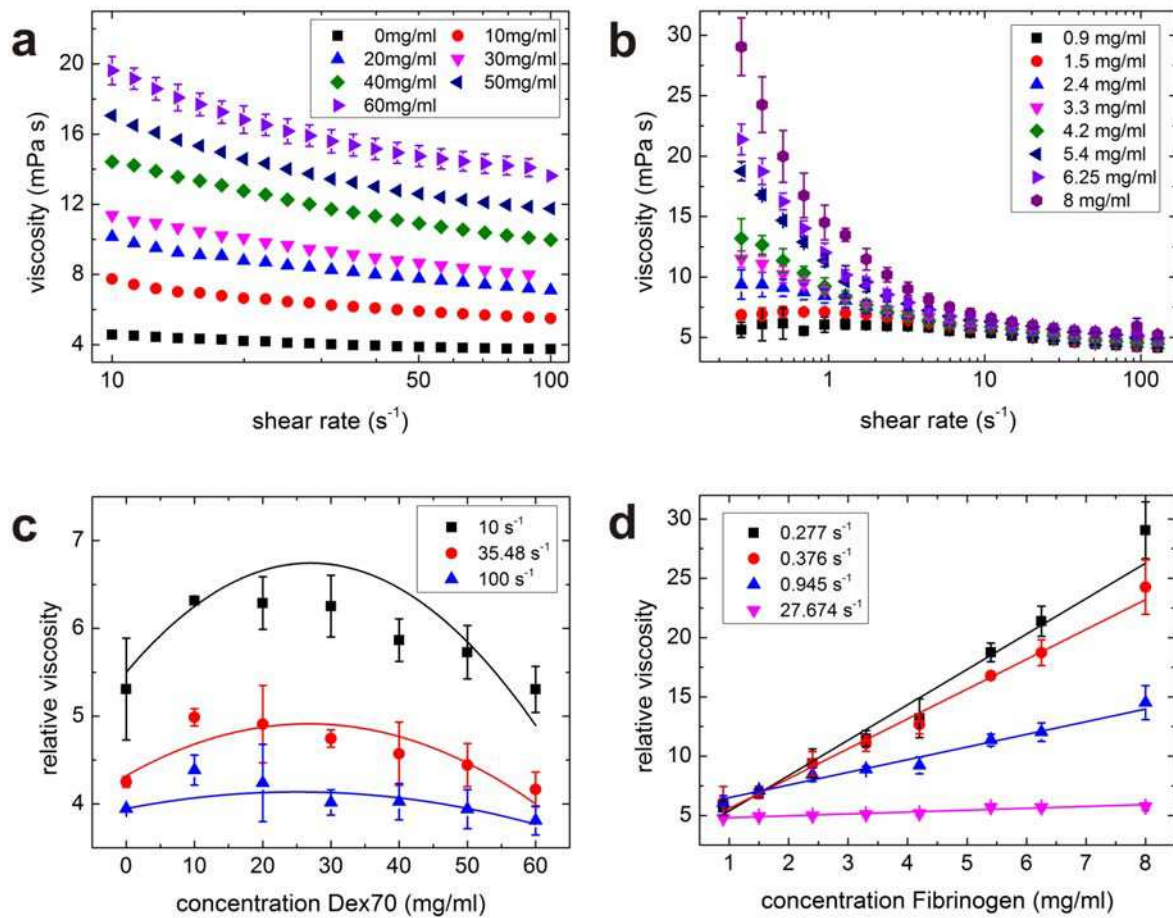 a
0mg/ml 10mg/ml
20mg/ml 30mg/ml
40mg/ml 50mg/ml
60mg/ml
20
16
12
8
4
viscosity (mPa s)
10 50 100
shear rate (s⁻¹)
b
0.9 mg/ml
1.5 mg/ml
2.4 mg/ml
3.3 mg/ml
4.2 mg/ml
5.4 mg/ml
6.25 mg/ml
8 mg/ml
30
25
20
15
10
5
viscosity (mPa s)
1 10 100
shear rate (s⁻¹)
c
10 s⁻¹
35.48 s⁻¹
100 s⁻¹
7
6
5
4
relative viscosity
0 10 20 30 40 50 60
concentration Dex70 (mg/ml)
d
0.277 s⁻¹
0.376 s⁻¹
0.945 s⁻¹
27.674 s⁻¹
30
25
20
15
10
5
relative viscosity
1 2 3 4 5 6 7 8
concentration Fibrinogen (mg/ml)